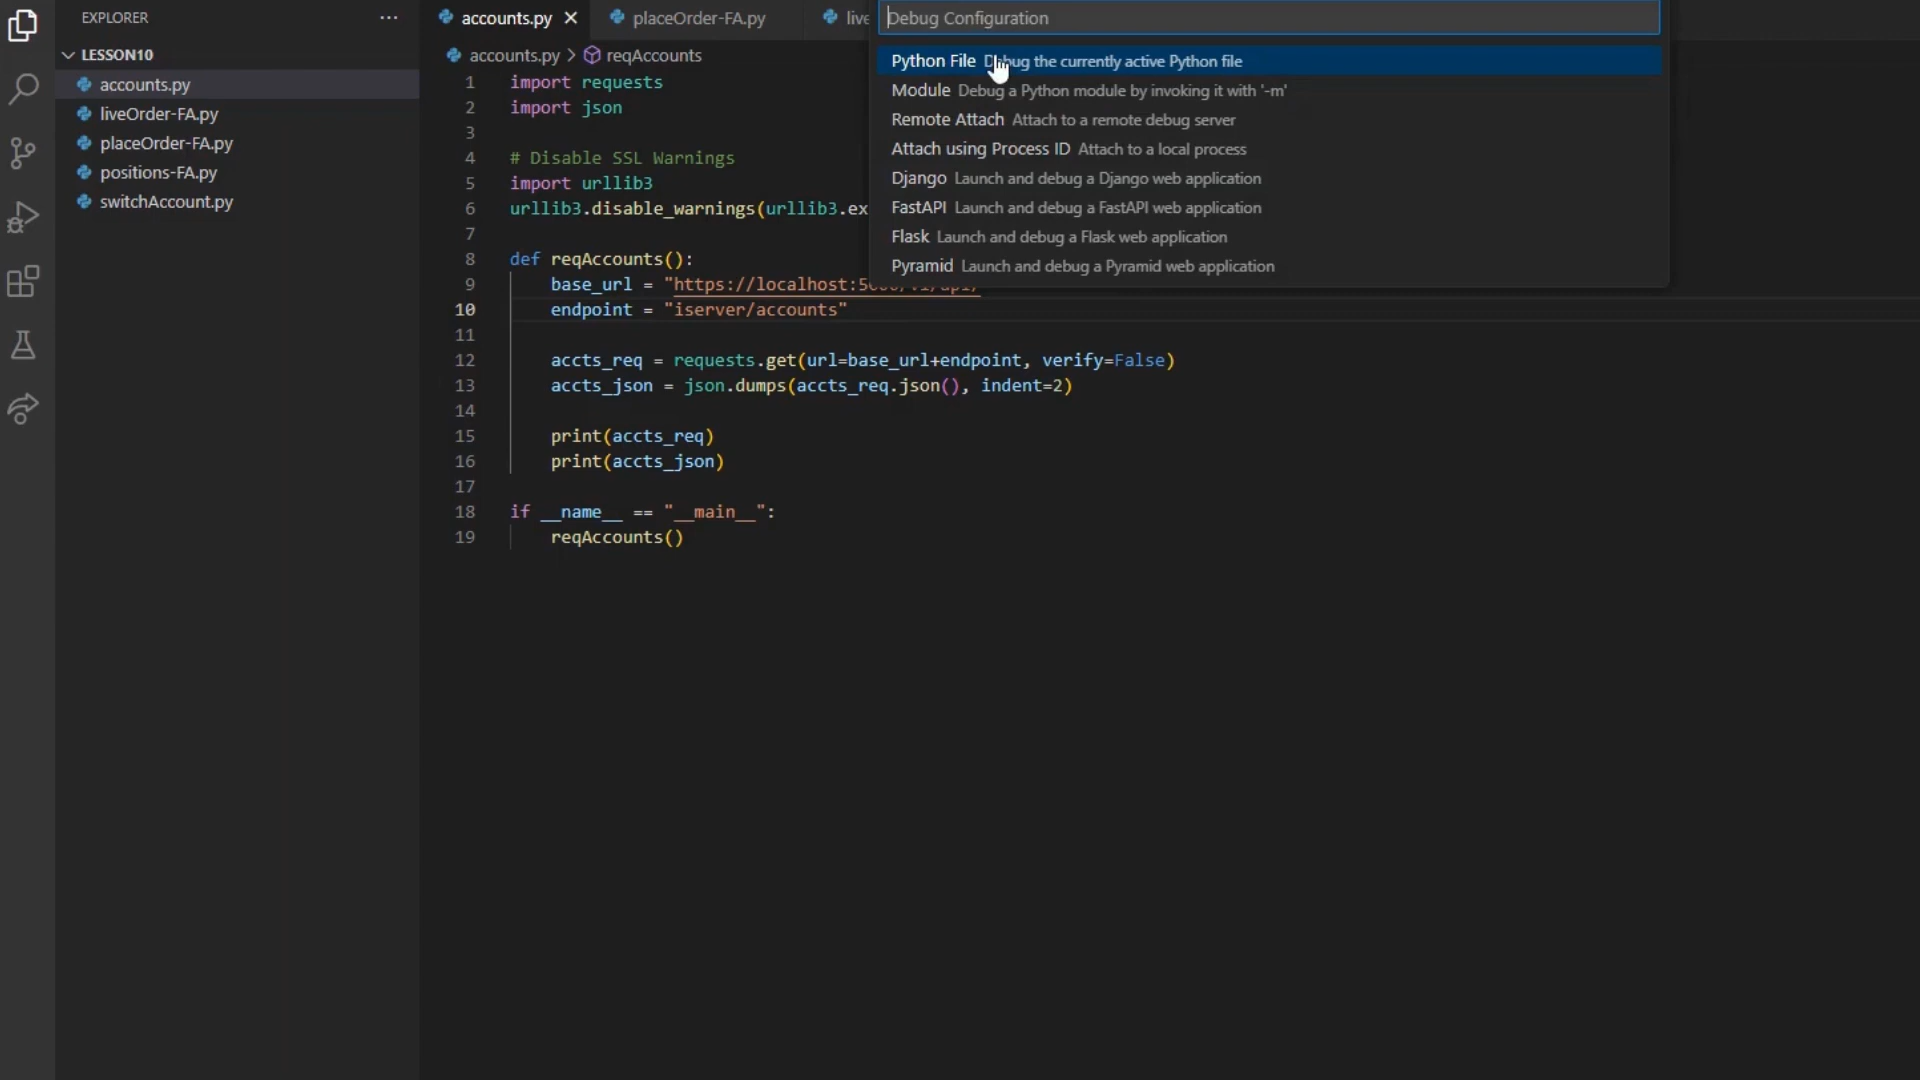 EXPLORER
LESSON10
accounts.py
liveOrder-FA.py
placeOrder-FA.py
positions-FA.py
switchAccount.py
accounts.py
placeOrder-FA.py
live
Debug Configuration
Python File Debug the currently active Python file
Module Debug a Python module by invoking it with '-m'
Remote Attach Attach to a remote debug server
Attach using Process ID Attach to a local process
Django Launch and debug a Django web application
FastAPI Launch and debug a FastAPI web application
Flask Launch and debug a Flask web application
Pyramid Launch and debug a Pyramid web application
accounts.py > reqAccounts
1 import requests
2 import json
3
4 # Disable SSL Warnings
5 import urllib3
6 urllib3.disable_warnings(urllib3.ex
7
8 def reqAccounts():
9 base_url = "https://localhost:5
10 endpoint = "iserver/accounts"
11
12 accts_req = requests.get(url=base_url+endpoint, verify=False)
13 accts_json = json.dumps(accts_req.json(), indent=2)
14
15 print(accts_req)
16 print(accts_json)
17
18 if __name__ == "__main__":
19 reqAccounts()